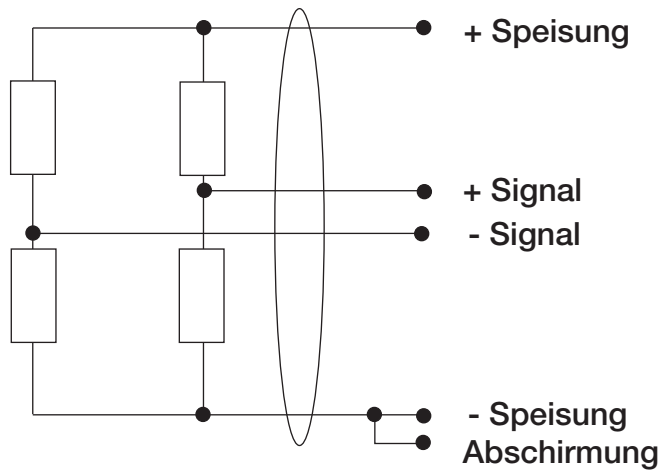 + Speisung
+ Signal
- Signal
- Speisung
Abschirmung